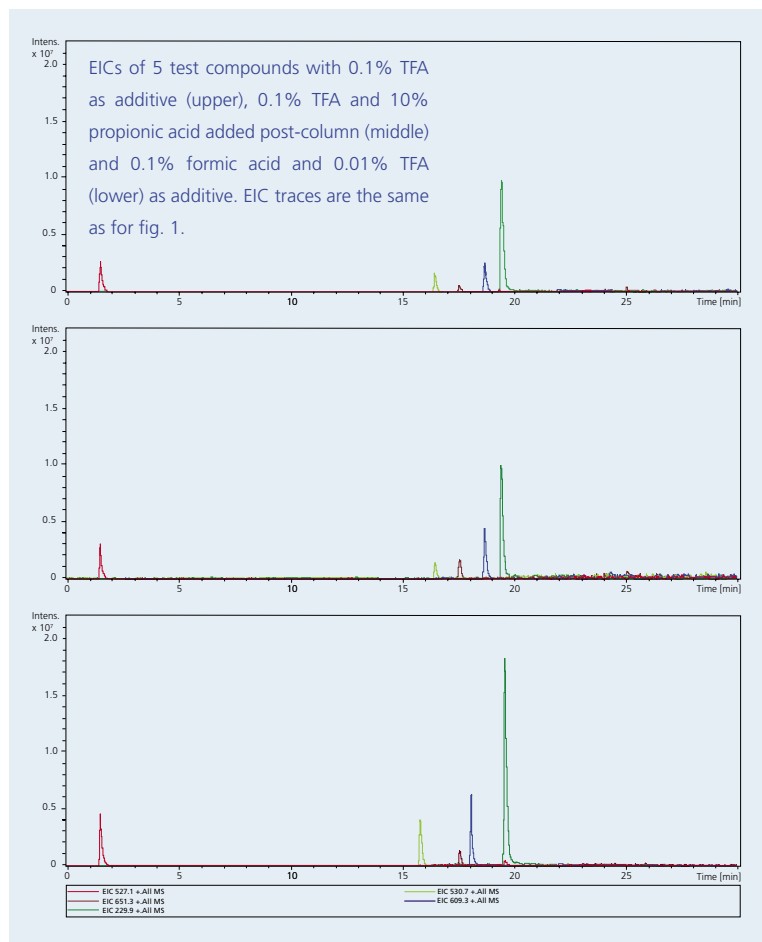 Intens.
x 10⁷
2.0
EICs of 5 test compounds with 0.1% TFA
as additive (upper), 0.1% TFA and 10%
propionic acid added post-column (middle)
and 0.1% formic acid and 0.01% TFA
(lower) as additive. EIC traces are the same
as for fig. 1.
1.5
1.0
0.5
0
0 5 10 15 20 25 Time [min]
Intens.
x 10⁷
2.0
1.5
1.0
0.5
0
0 5 10 15 20 25 Time [min]
Intens.
x 10⁷
2.0
1.5
1.0
0.5
0
0 5 10 15 20 25 Time [min]
EIC 527.1 +.All MS EIC 530.7 +.All MS
EIC 651.3 +.All MS EIC 609.3 +.All MS
EIC 229.9 +.All MS